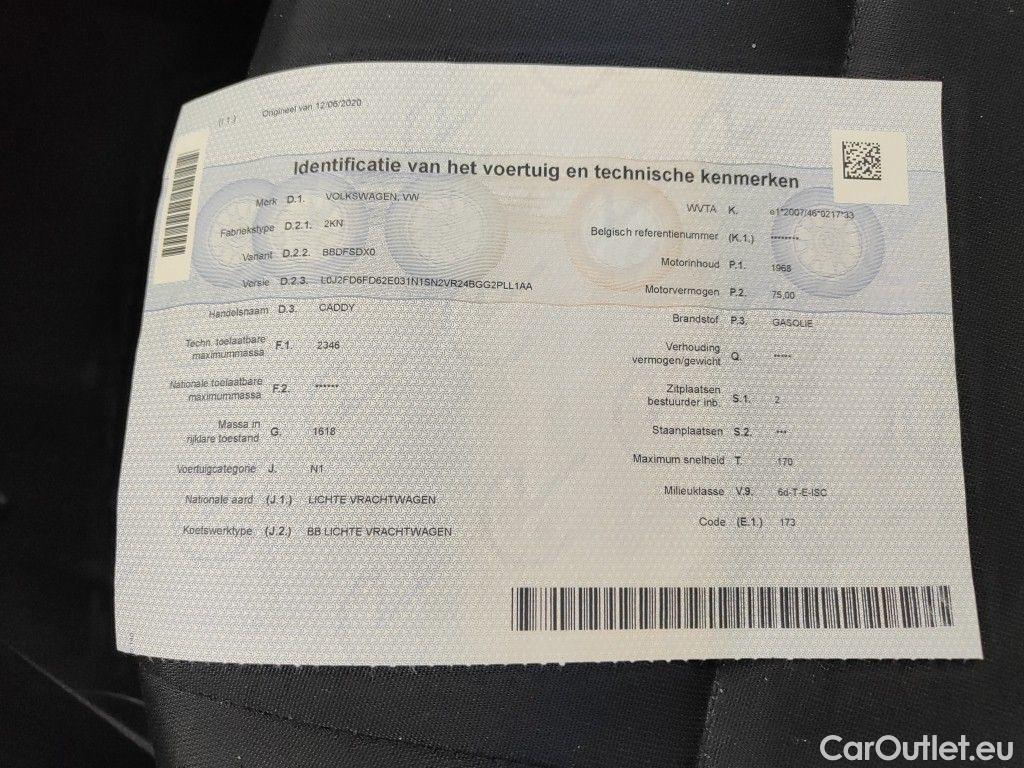 (I 1.) Origineel van 12/06/2020
Identificatie van het voertuig en technische kenmerken
Merk D.1. VOLKSWAGEN, VW
Fabriekstype D.2.1. 2KN
Variant D.2.2. BBDFSDX0
Versie D.2.3. L0J2FD6FD62E031N1SN2VR24BGG2PLL1AA
Handelsnaam D.3. CADDY
Techn. toelaatbare
maximummassa F.1. 2346
Nationale toelaatbare
maximummassa F.2. ******
Massa in
rijklare toestand G. 1618
Voertuigcategorie J. N1
Nationale aard (J.1.) LICHTE VRACHTWAGEN
Koetswerktype (J.2.) BB LICHTE VRACHTWAGEN
WVTA K. e1*2007/46*0217*33
Belgisch referentienummer (K.1.) ********
Motorinhoud P.1. 1968
Motorvermogen P.2. 75,00
Brandstof P.3. GASOLIE
Verhouding
vermogen/gewicht Q. *****
Zitplaatsen
bestuurder inb. S.1. 2
Staanplaatsen S.2. ***
Maximum snelheid T. 170
Milieuklasse V.9. 6d-T-E-ISC
Code (E.1.) 173
CarOutlet.eu